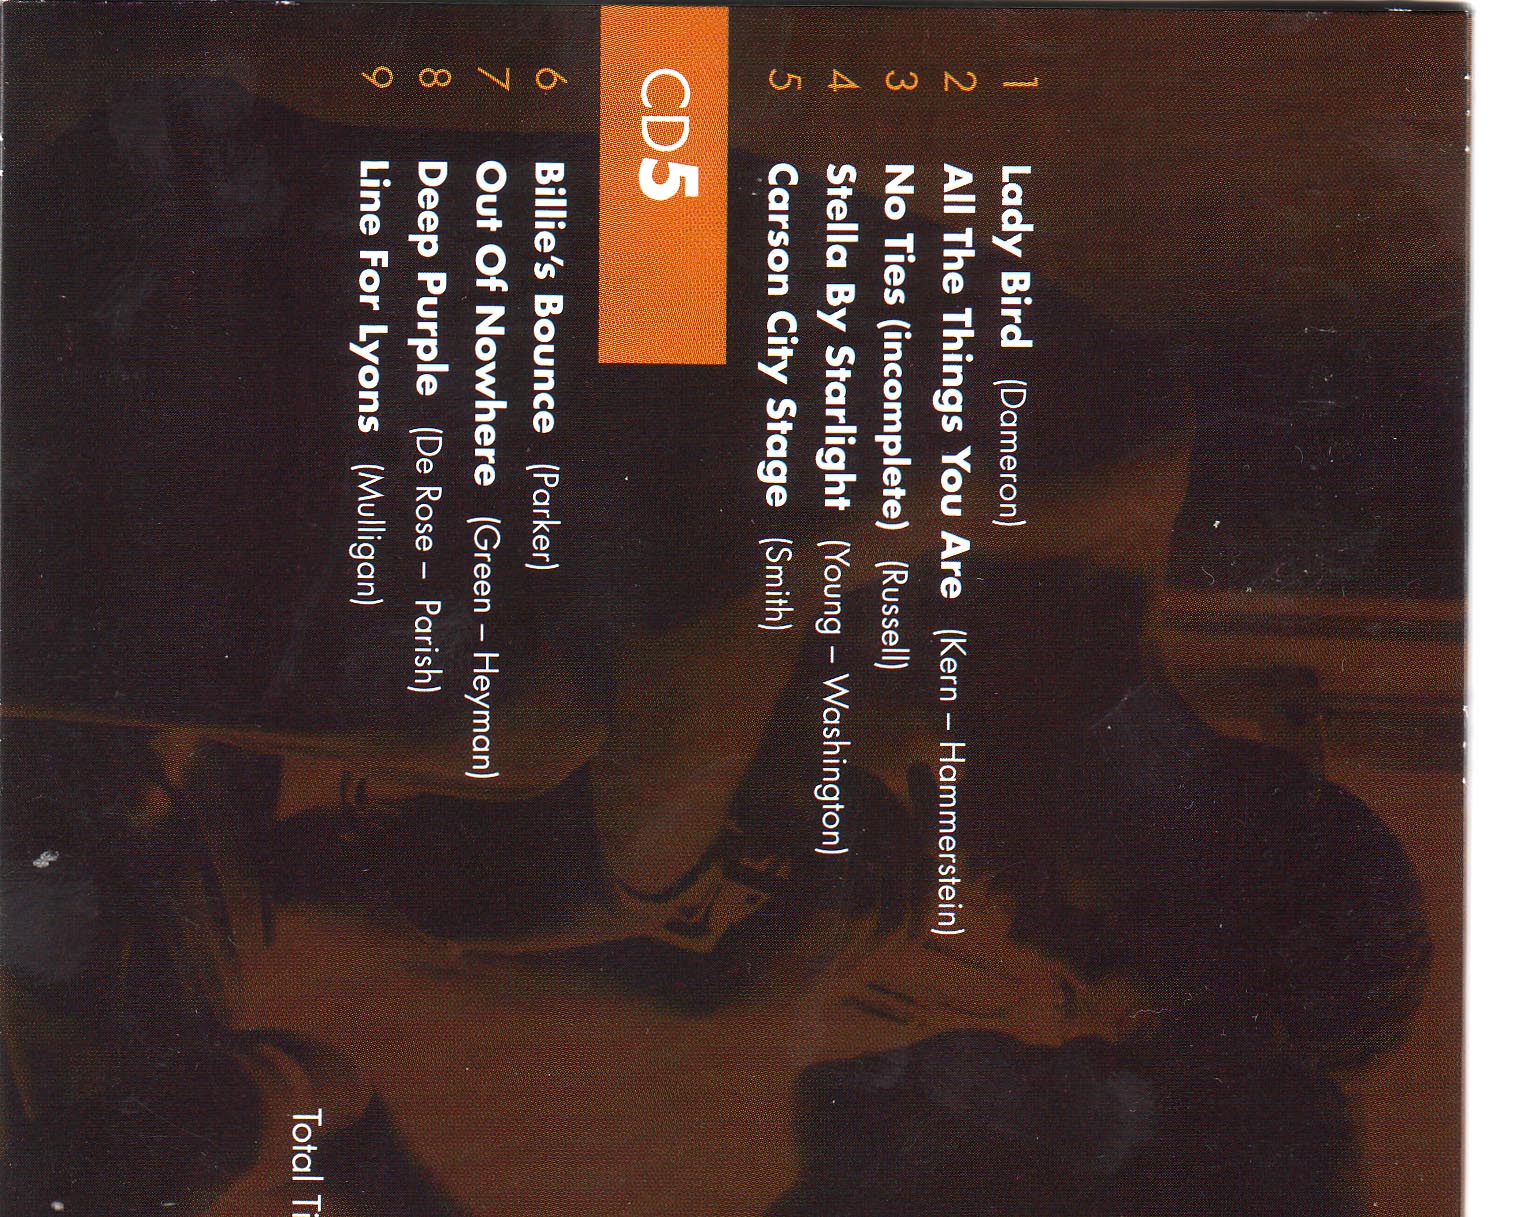 1 Lady Bird (Dameron)
2 All The Things You Are (Kern – Hammerstein)
3 No Ties (incomplete) (Russell)
4 Stella By Starlight (Young – Washington)
5 Carson City Stage (Smith)
CD5
6 Billie's Bounce (Parker)
7 Out Of Nowhere (Green – Heyman)
8 Deep Purple (De Rose – Parish)
9 Line For Lyons (Mulligan)
Total Ti